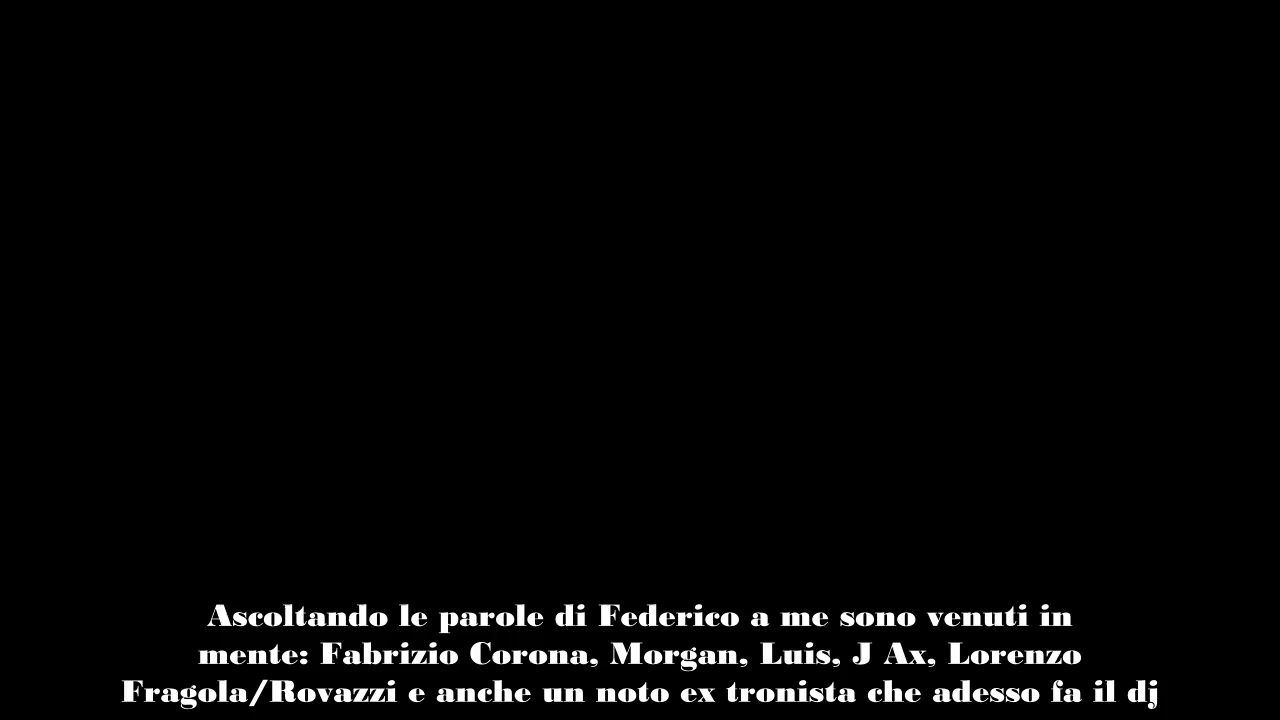 Ascoltando le parole di Federico a me sono venuti in
mente: Fabrizio Corona, Morgan, Luis, J Ax, Lorenzo
Fragola/Rovazzi e anche un noto ex tronista che adesso fa il dj